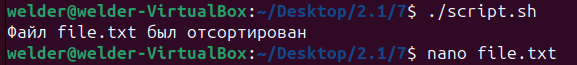 welder@welder-VirtualBox:~/Desktop/2.1/7$ ./script.sh
Файл file.txt был отсортирован
welder@welder-VirtualBox:~/Desktop/2.1/7$ nano file.txt